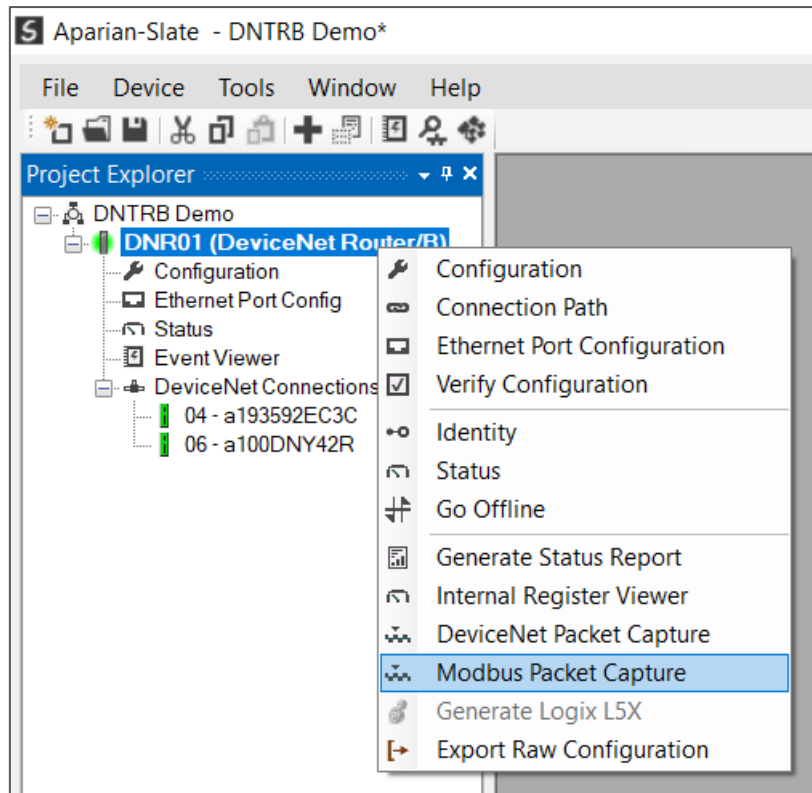 Aparian-Slate - DNTRB Demo*
File Device Tools Window Help
Project Explorer
DNTRB Demo
DNR01 (DeviceNet Router/B)
Configuration
Ethernet Port Config
Status
Event Viewer
DeviceNet Connections
04 - a193592EC3C
06 - a100DNY42R
Configuration
Connection Path
Ethernet Port Configuration
Verify Configuration
Identity
Status
Go Offline
Generate Status Report
Internal Register Viewer
DeviceNet Packet Capture
Modbus Packet Capture
Generate Logix L5X
Export Raw Configuration